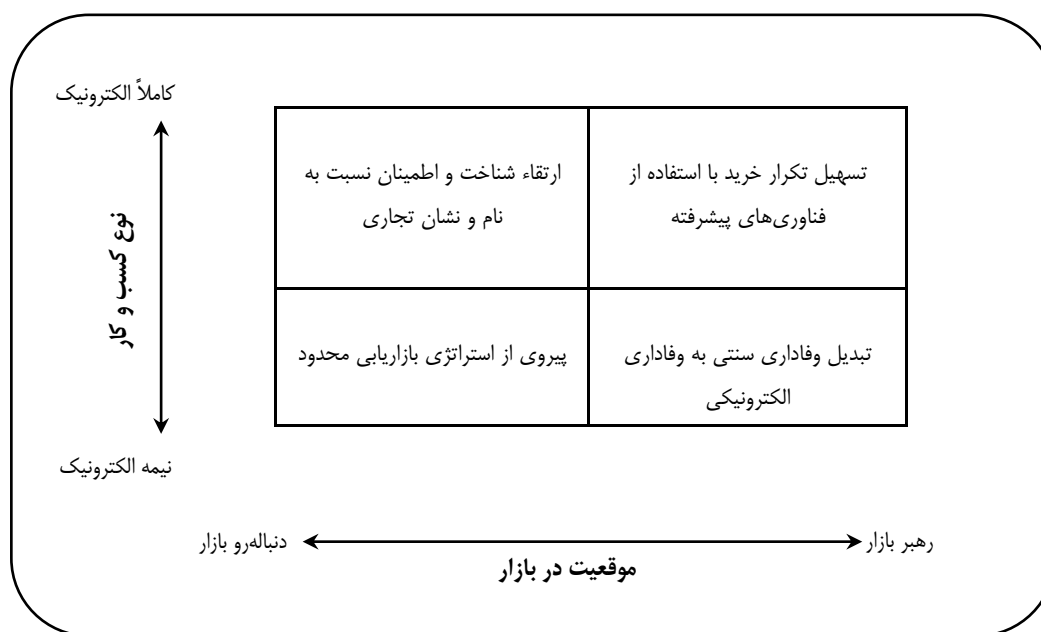 کاملاً الکترونیک
تسهیل تکرار خرید با استفاده از
فناوری‌های پیشرفته
ارتقاء شناخت و اطمینان نسبت به
نام و نشان تجاری
نوع کسب و کار
تبدیل وفاداری سنتی به وفاداری
الکترونیکی
پیروی از استراتژی بازاریابی محدود
نیمه الکترونیک
رهبر بازار
دنباله‌رو بازار
موقعیت در بازار